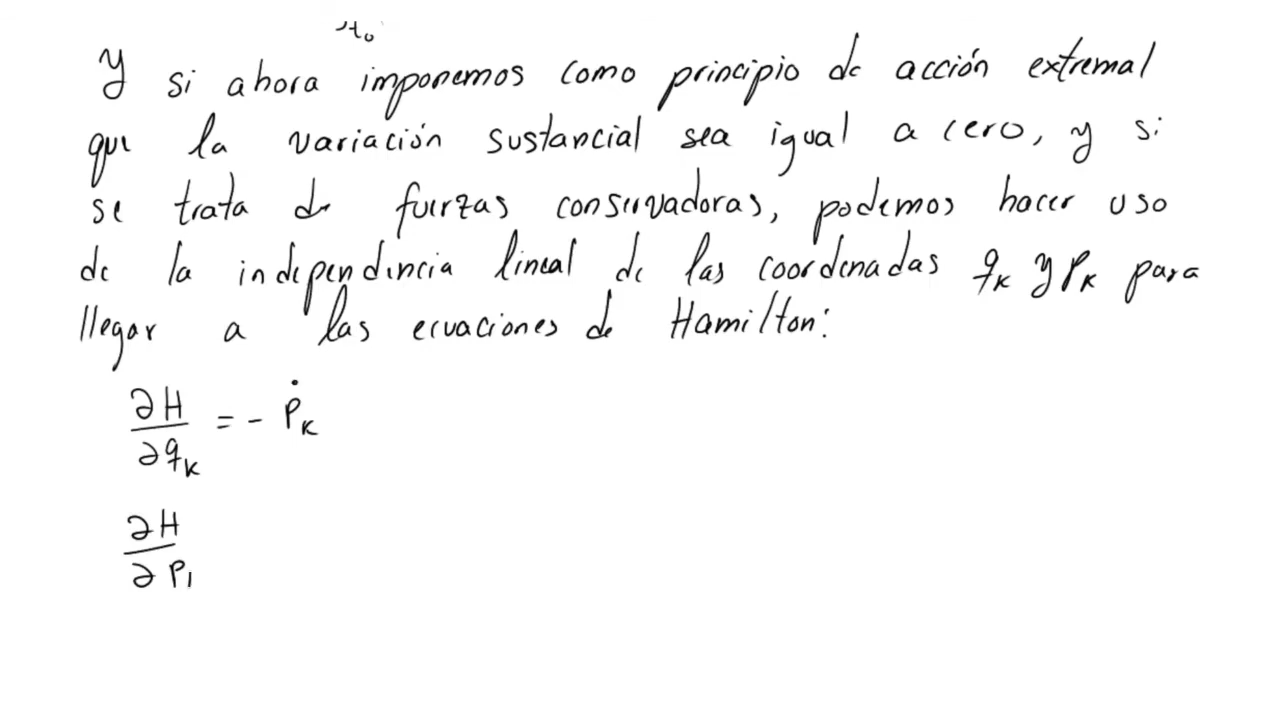 t₀
Y si ahora imponemos como principio de acción extremal
que la variación sustancial sea igual a cero, y si
se trata de fuerzas conservadoras, podemos hacer uso
de la independencia lineal de las coordenadas qₖ y pₖ para
llegar a las ecuaciones de Hamilton:
∂H/∂qₖ = - ṗₖ
∂H/∂p